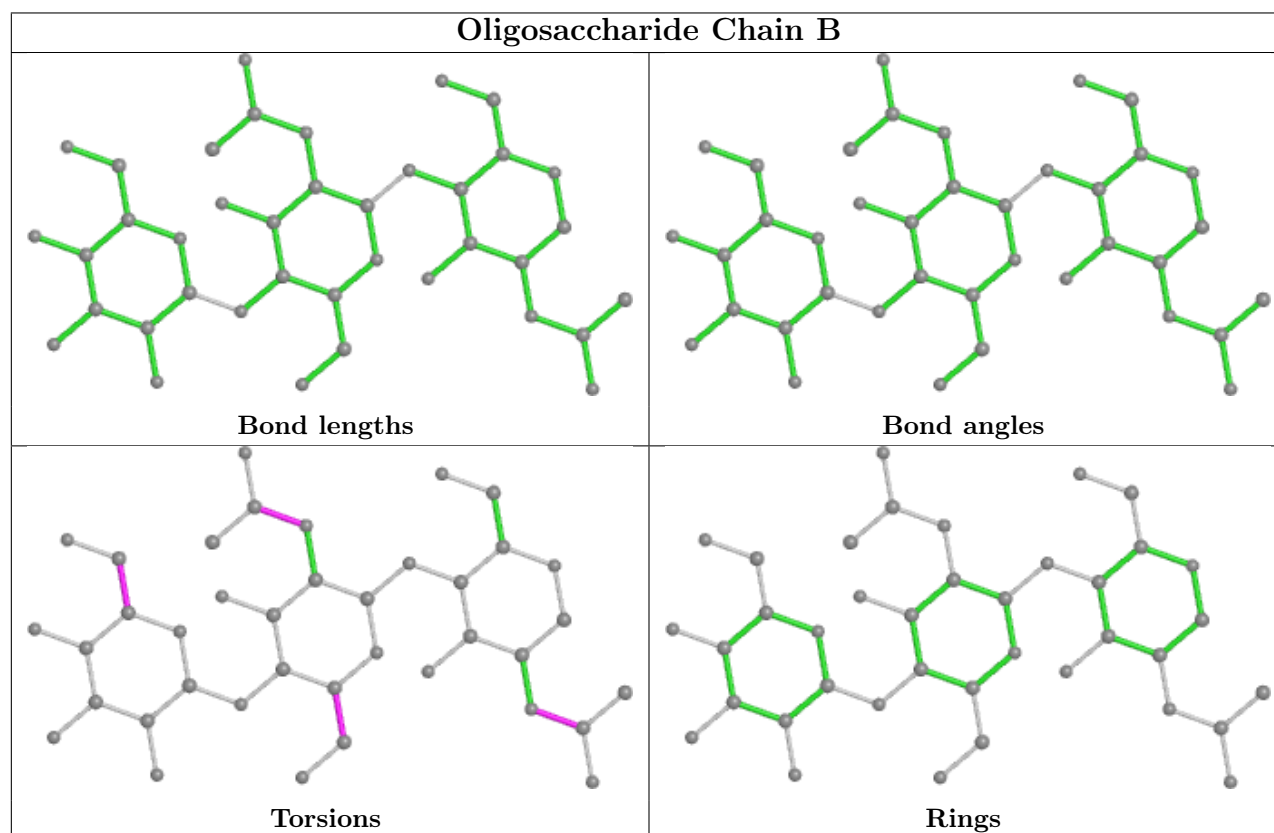 Oligosaccharide Chain B
Bond lengths
Bond angles
Torsions
Rings